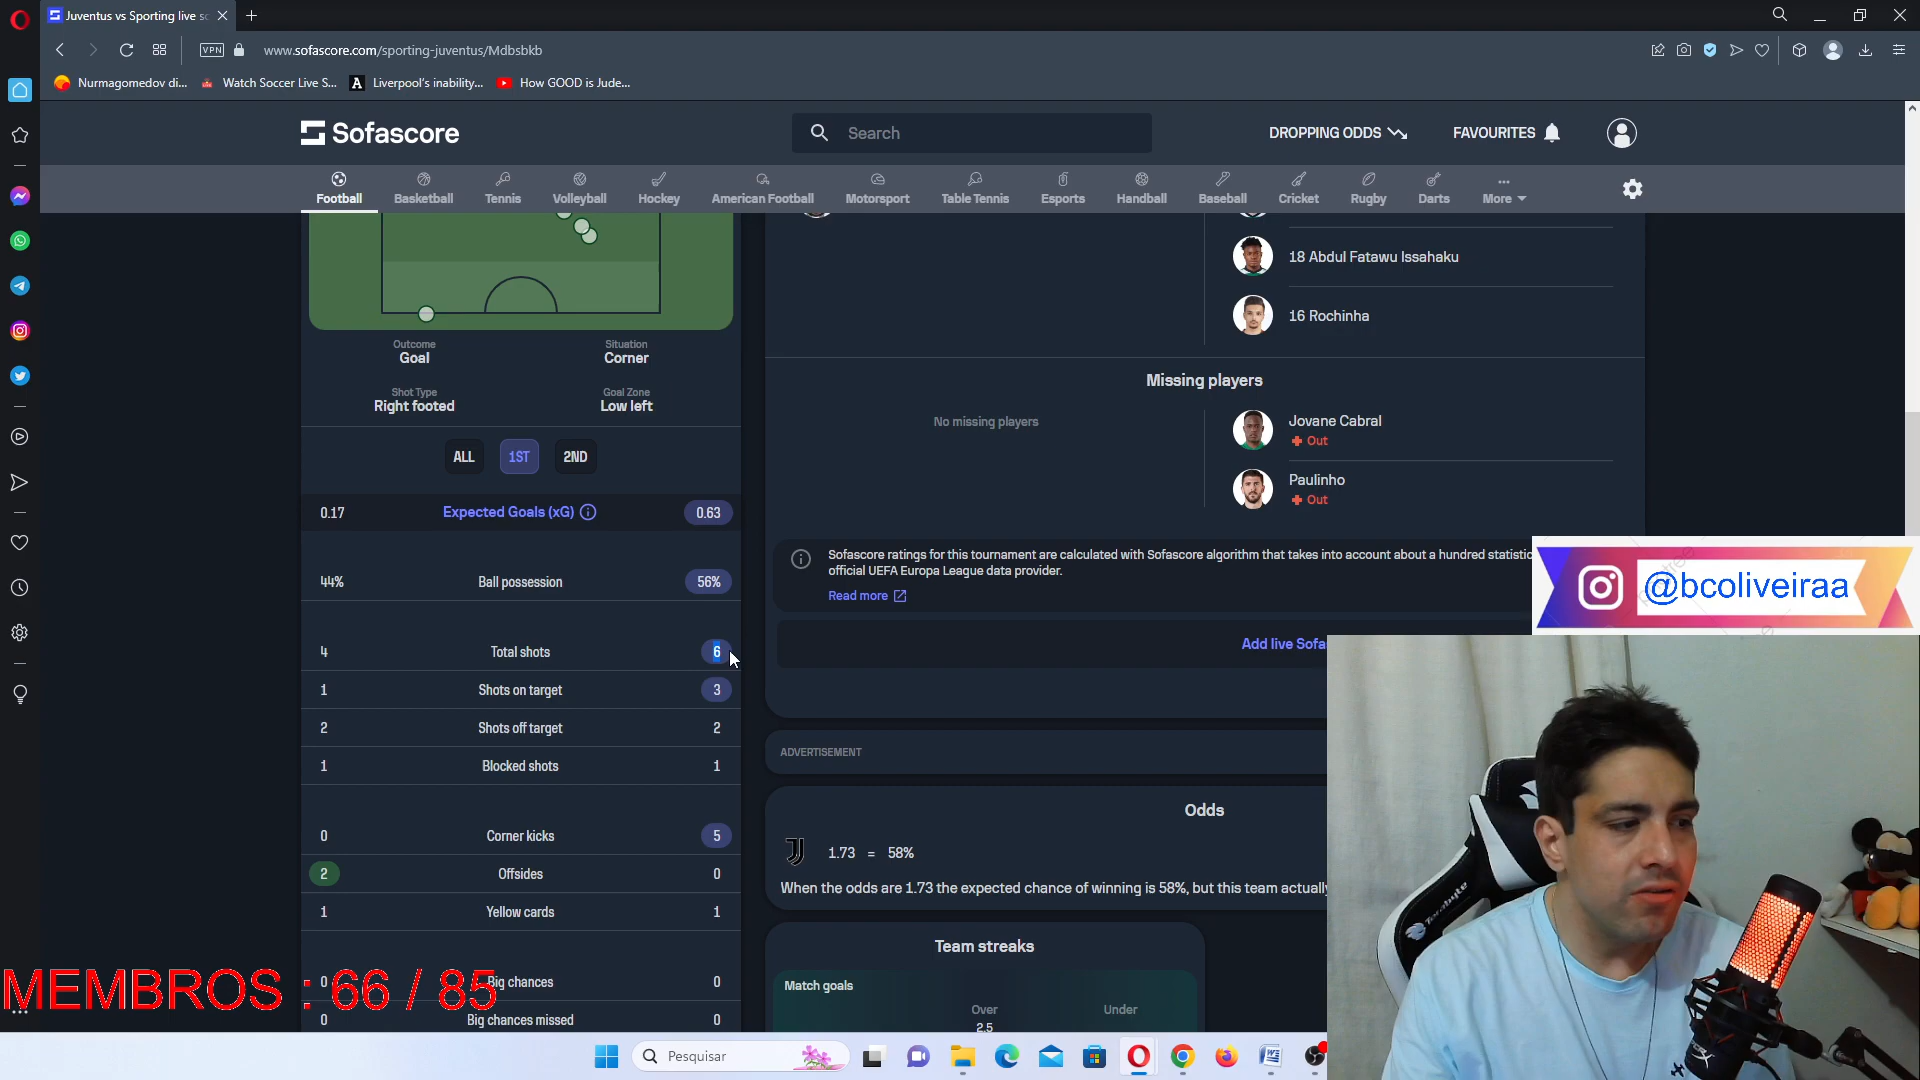 Juventus vs Sporting live sc
VPN
www.sofascore.com/sporting-juventus/Mdbsbkb
Nurmagomedov di...
Watch Soccer Live S...
Liverpool's inability...
How GOOD is Jude...
Sofascore
Search
DROPPING ODDS
FAVOURITES
Football
Basketball
Tennis
Volleyball
Hockey
American Football
Motorsport
Table Tennis
Esports
Handball
Baseball
Cricket
Rugby
Darts
More
18 Abdul Fatawu Issahaku
16 Rochinha
Outcome
Goal
Situation
Corner
Shot Type
Right footed
Goal Zone
Low left
Missing players
No missing players
Jovane Cabral
Out
Paulinho
Out
ALL 1ST 2ND
0.17 Expected Goals (xG) 0.63
44% Ball possession 56%
4 Total shots 6
1 Shots on target 3
2 Shots off target 2
1 Blocked shots 1
0 Corner kicks 5
2 Offsides 0
1 Yellow cards 1
0 Big chances 0
0 Big chances missed 0
Sofascore ratings for this tournament are calculated with Sofascore algorithm that takes into account about a hundred statistic
official UEFA Europa League data provider.
Read more
Add live Sofa
ADVERTISEMENT
Odds
1.73 = 58%
When the odds are 1.73 the expected chance of winning is 58%, but this team actually
Team streaks
Match goals
Over
Under
2.5
@bcoliveiraa
MEMBROS : 66 / 85
Pesquisar